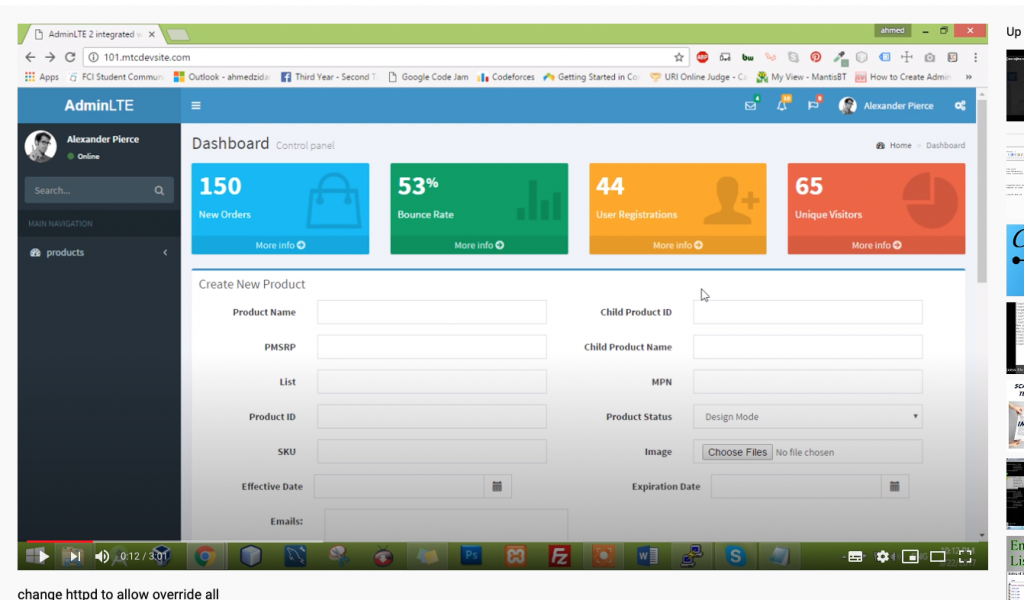 AdminLTE 2 integrated
ahmed
101.mtcdevsite.com
Apps FCI Student Commun Outlook - ahmedzida Third Year - Second T Google Code Jam Codeforces Getting Started in Co URI Online Judge - Ca My View - MantisBT How to Create Admin »
Up
AdminLTE
4 10 9 Alexander Pierce
Alexander Pierce
Online
Search...
MAIN NAVIGATION
products
Dashboard Control panel
Home > Dashboard
150
New Orders
More info
53%
Bounce Rate
More info
44
User Registrations
More info
65
Unique Visitors
More info
Create New Product
Product Name
Child Product ID
PMSRP
Child Product Name
List
MPN
Product ID
Product Status Design Mode
SKU
Image Choose Files No file chosen
Effective Date
Expiration Date
Emails:
0:12 / 3:01
change httpd to allow override all